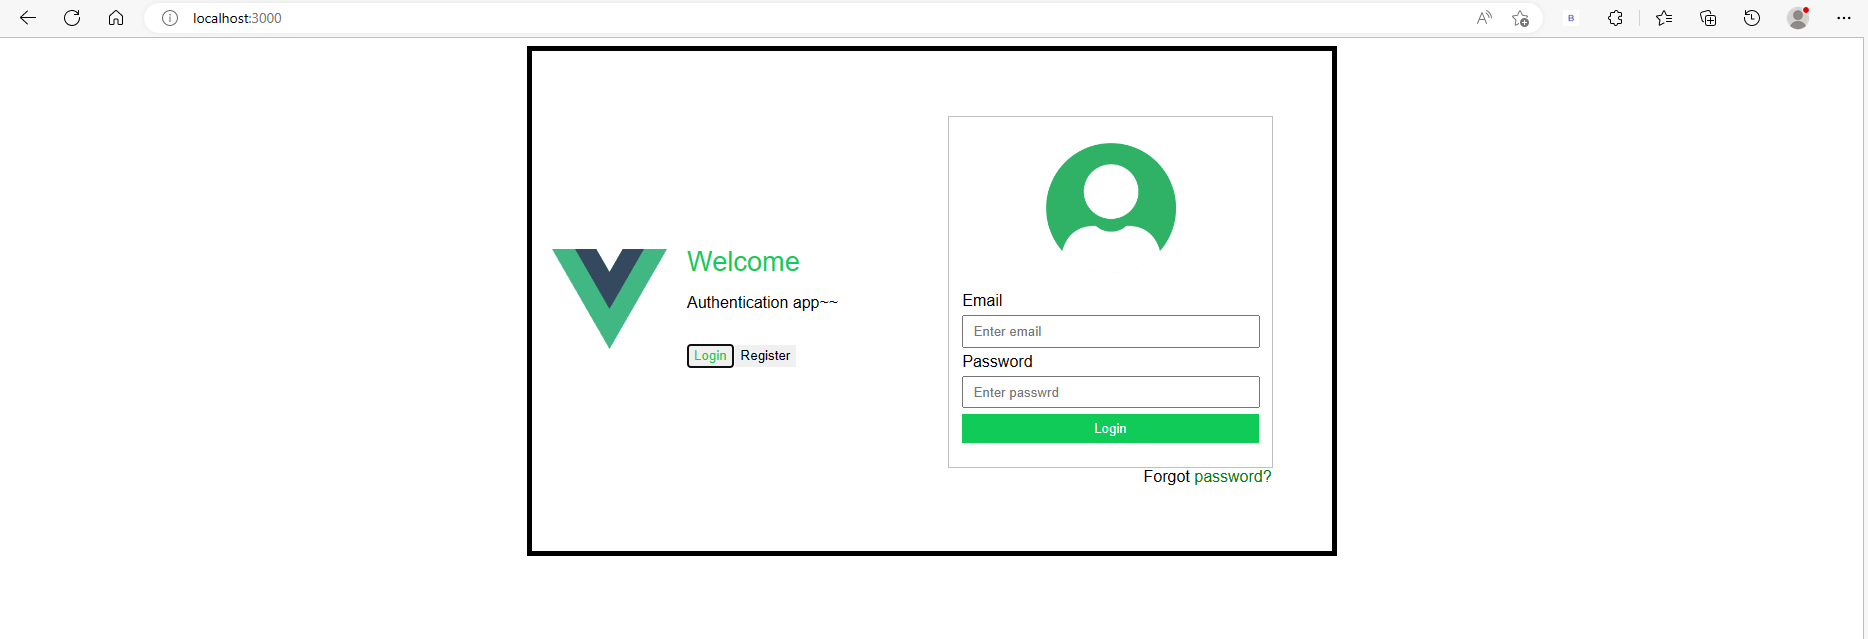 localhost:3000
B
Welcome
Authentication app~~
Login Register
Email
Enter email
Password
Enter passwrd
Login
Forgot password?